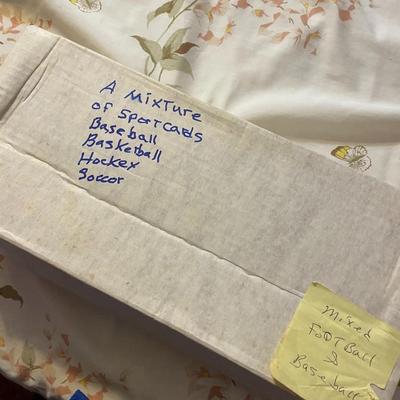 A Mixture
of Sportcards
Baseball
Basketball
Hockey
Soccor
Mixed
FOOTBall
&
Baseball